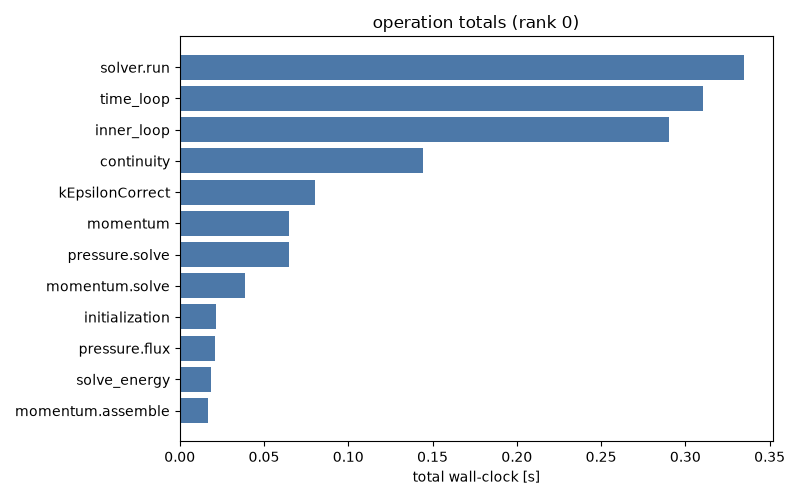 operation totals (rank 0)
solver.run
time_loop
inner_loop
continuity
kEpsilonCorrect
momentum
pressure.solve
momentum.solve
initialization
pressure.flux
solve_energy
momentum.assemble
0.00 0.05 0.10 0.15 0.20 0.25 0.30 0.35
total wall-clock [s]